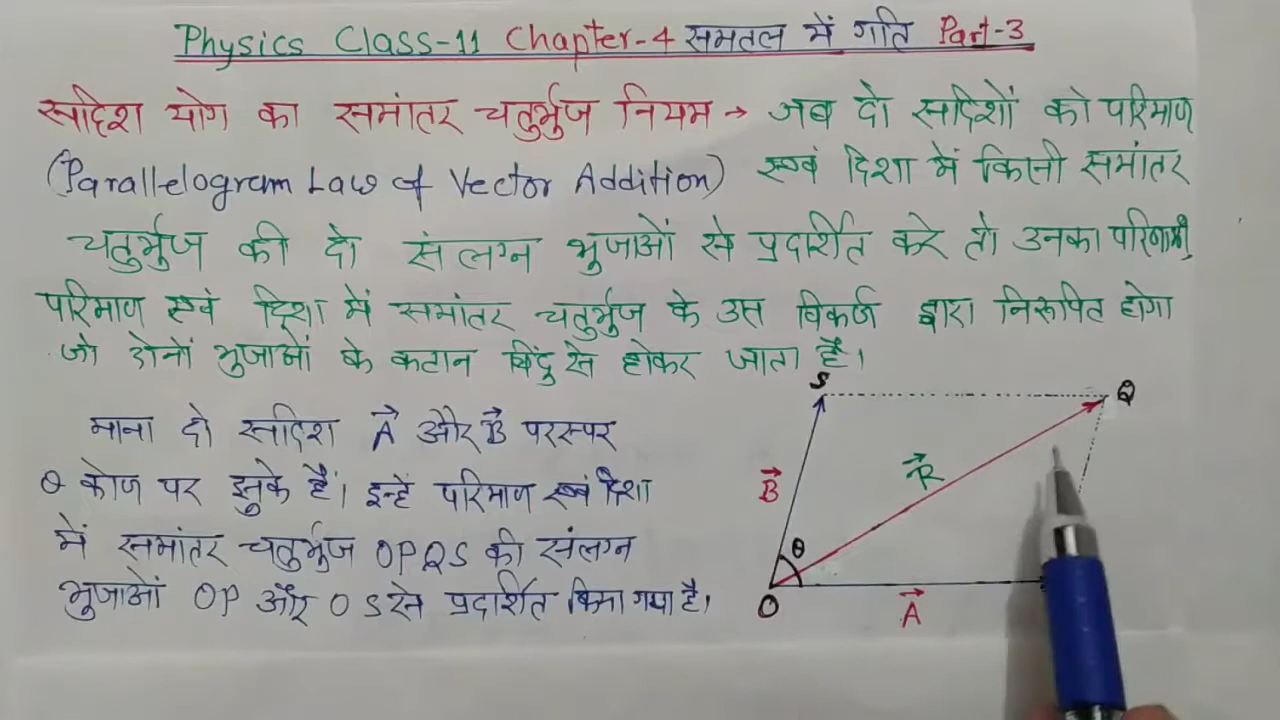 Physics Class-11 Chapter-4 समतल में गति Part-3
सदिश योग का समांतर चतुर्भुज नियम → जब दो सदिशों को परिमाण
(Parallelogram Law of Vector Addition) एवं दिशा में किसी समांतर
चतुर्भुज की दो संलग्न भुजाओं से प्रदर्शित करे तो उनका परिणामी
परिमाण एवं दिशा में समांतर चतुर्भुज के उस विकर्ण द्वारा निरूपित होगा
जो दोनों भुजाओं के कटान बिंदु से होकर जाता है।
माना दो सदिश A⃗ और B⃗ परस्पर
θ कोण पर झुके हैं। इन्हें परिमाण एवं दिशा
में समांतर चतुर्भुज OPQS की संलग्न
भुजाओं OP और OS से प्रदर्शित किया गया है।
S
Q
R⃗
B⃗
θ
O
A⃗